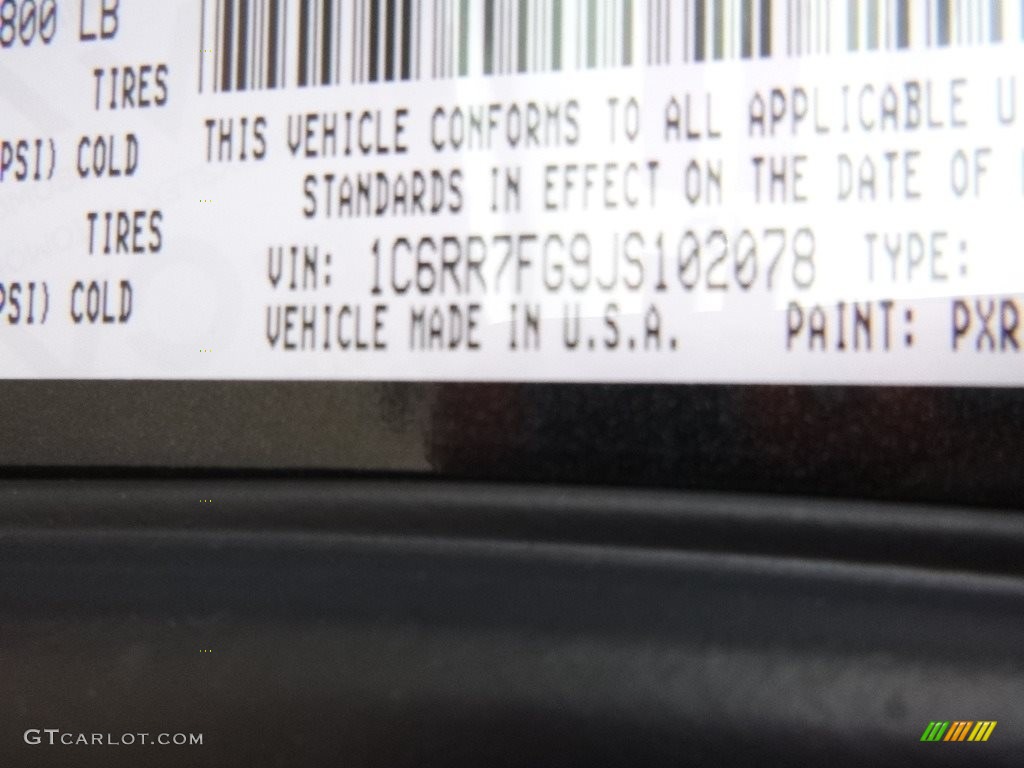 800 LB
TIRES
PSI) COLD
TIRES
PSI) COLD
THIS VEHICLE CONFORMS TO ALL APPLICABLE U
STANDARDS IN EFFECT ON THE DATE OF
VIN: 1C6RR7FG9JS102078 TYPE:
VEHICLE MADE IN U.S.A. PAINT: PXR
GTCARLOT.COM